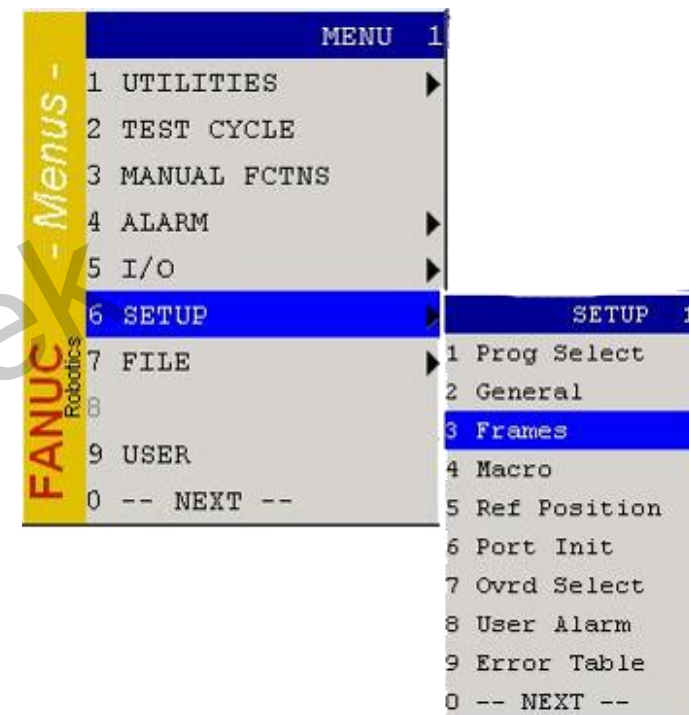 - Menus -
FANUC
Robotics
MENU 1
1 UTILITIES
2 TEST CYCLE
3 MANUAL FCTNS
4 ALARM
5 I/O
6 SETUP
7 FILE
8
9 USER
0 -- NEXT --
SETUP 1
1 Prog Select
2 General
3 Frames
4 Macro
5 Ref Position
6 Port Init
7 Ovrd Select
8 User Alarm
9 Error Table
0 -- NEXT --